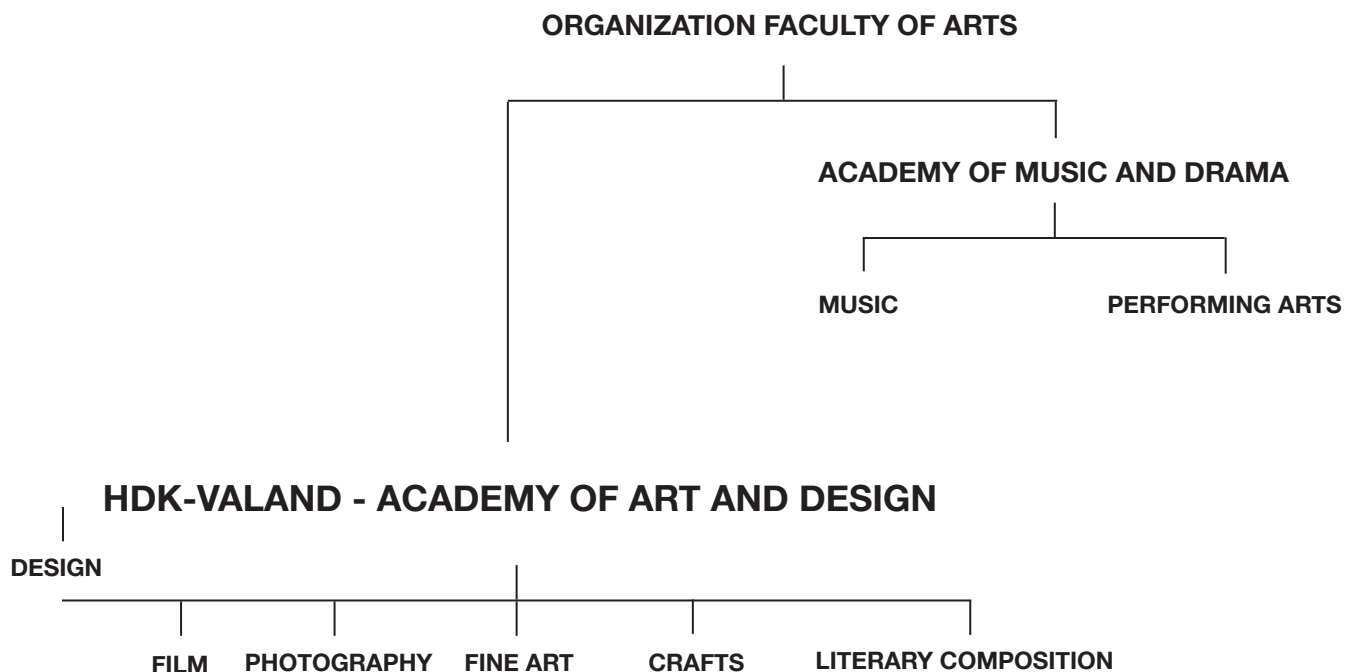 ORGANIZATION FACULTY OF ARTS
ACADEMY OF MUSIC AND DRAMA
MUSIC
PERFORMING ARTS
HDK-VALAND - ACADEMY OF ART AND DESIGN
DESIGN
FILM
PHOTOGRAPHY
FINE ART
CRAFTS
LITERARY COMPOSITION